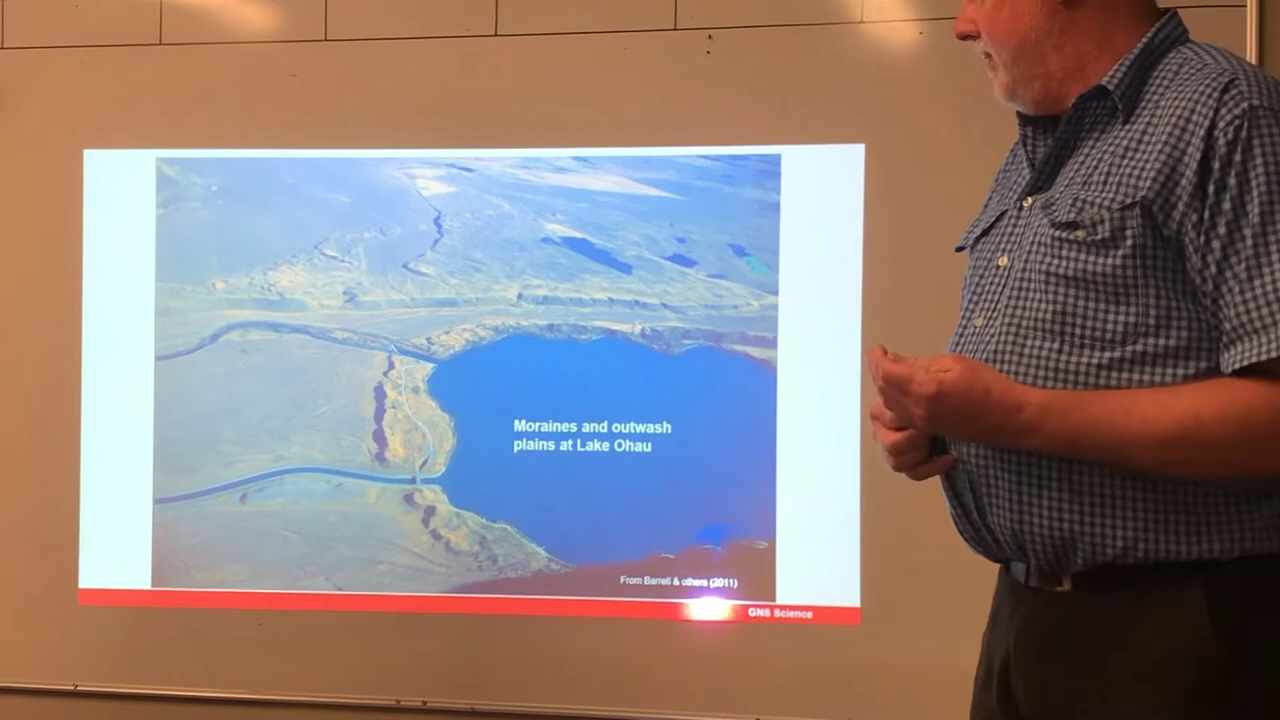 Moraines and outwash
plains at Lake Ohau
From Barrell & others (2011)
GNS Science